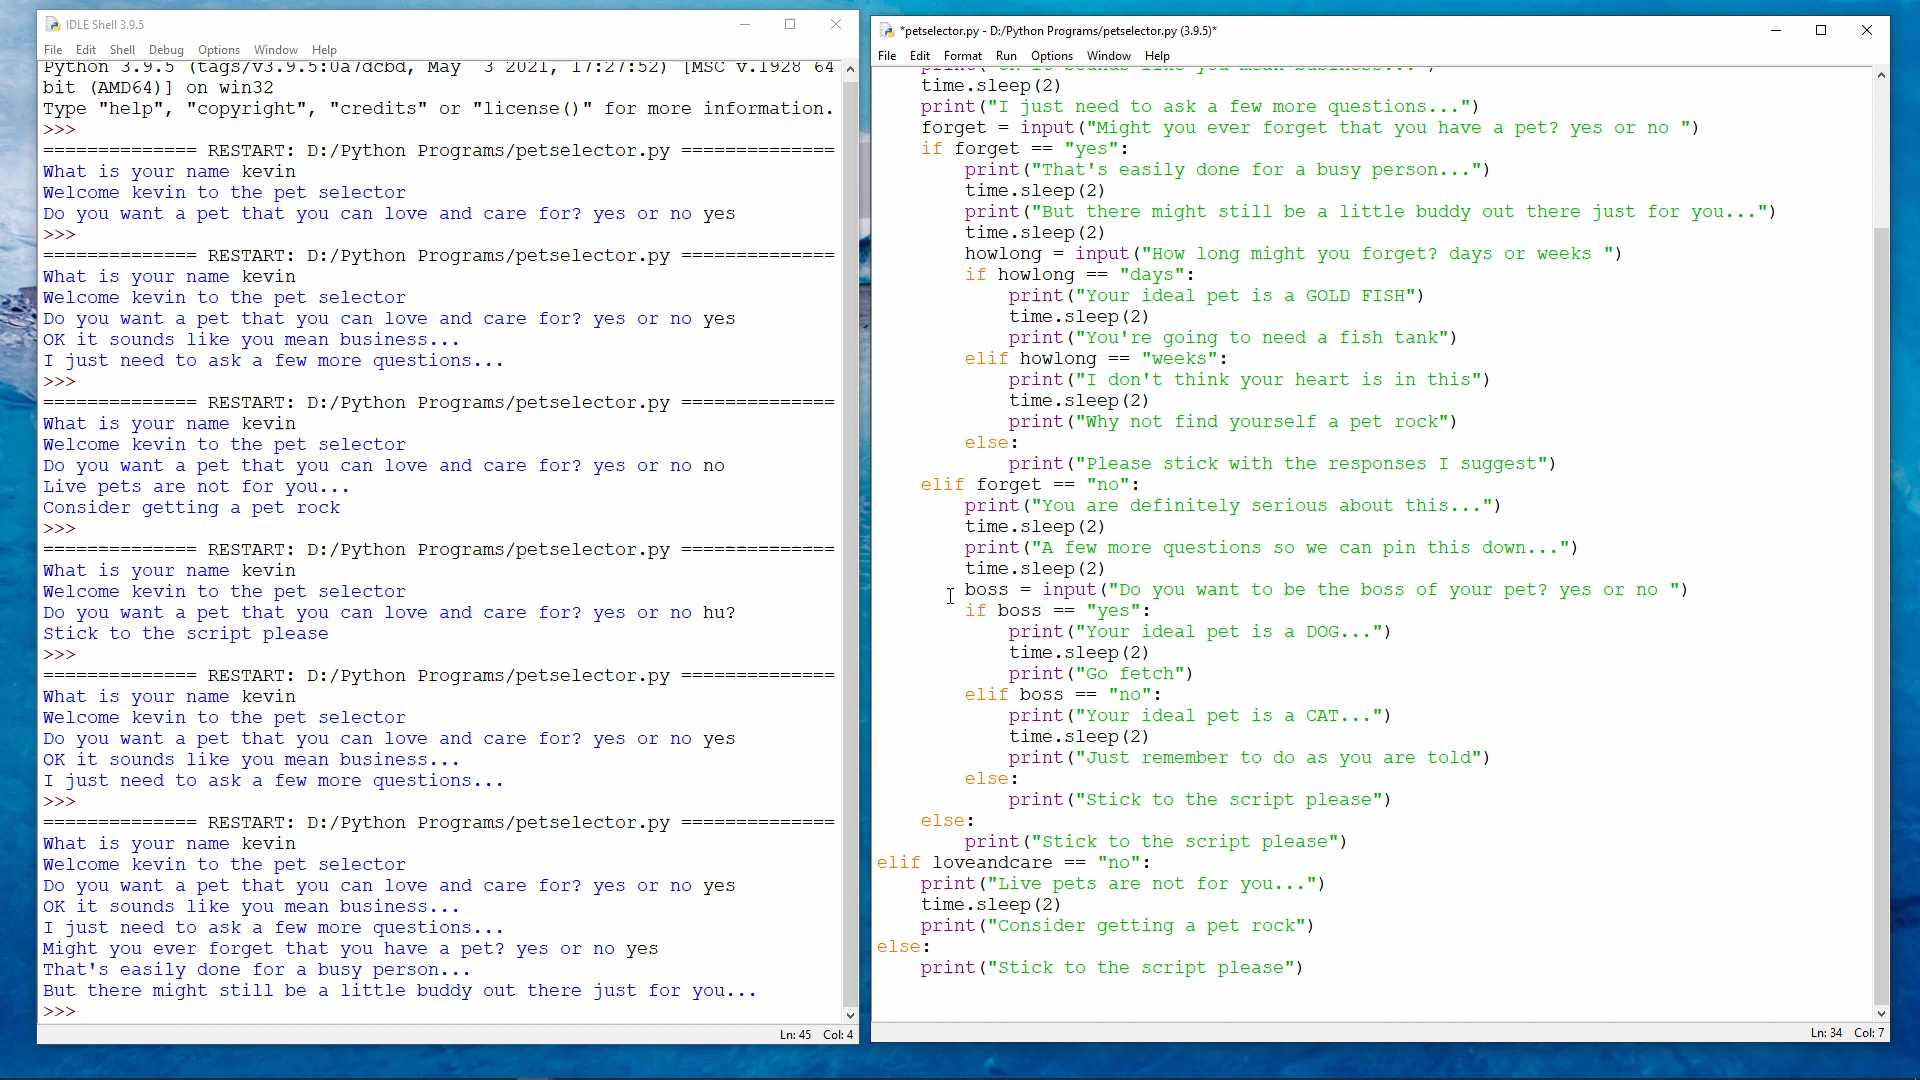 IDLE Shell 3.9.5
File Edit Shell Debug Options Window Help
Python 3.9.5 (tags/v3.9.5:0a7dcbd, May  3 2021, 17:27:52) [MSC v.1928 64
bit (AMD64)] on win32
Type "help", "copyright", "credits" or "license()" for more information.
>>>
============== RESTART: D:/Python Programs/petselector.py ==============
What is your name kevin
Welcome kevin to the pet selector
Do you want a pet that you can love and care for? yes or no yes
>>>
============== RESTART: D:/Python Programs/petselector.py ==============
What is your name kevin
Welcome kevin to the pet selector
Do you want a pet that you can love and care for? yes or no yes
OK it sounds like you mean business...
I just need to ask a few more questions...
>>>
============== RESTART: D:/Python Programs/petselector.py ==============
What is your name kevin
Welcome kevin to the pet selector
Do you want a pet that you can love and care for? yes or no no
Live pets are not for you...
Consider getting a pet rock
>>>
============== RESTART: D:/Python Programs/petselector.py ==============
What is your name kevin
Welcome kevin to the pet selector
Do you want a pet that you can love and care for? yes or no hu?
Stick to the script please
>>>
============== RESTART: D:/Python Programs/petselector.py ==============
What is your name kevin
Welcome kevin to the pet selector
Do you want a pet that you can love and care for? yes or no yes
OK it sounds like you mean business...
I just need to ask a few more questions...
>>>
============== RESTART: D:/Python Programs/petselector.py ==============
What is your name kevin
Welcome kevin to the pet selector
Do you want a pet that you can love and care for? yes or no yes
OK it sounds like you mean business...
I just need to ask a few more questions...
Might you ever forget that you have a pet? yes or no yes
That's easily done for a busy person...
But there might still be a little buddy out there just for you...
>>>
Ln: 45 Col: 4
*petselector.py - D:/Python Programs/petselector.py (3.9.5)*
File Edit Format Run Options Window Help
    print("OK it sounds like you mean business...")
    time.sleep(2)
    print("I just need to ask a few more questions...")
    forget = input("Might you ever forget that you have a pet? yes or no ")
    if forget == "yes":
        print("That's easily done for a busy person...")
        time.sleep(2)
        print("But there might still be a little buddy out there just for you...")
        time.sleep(2)
        howlong = input("How long might you forget? days or weeks ")
        if howlong == "days":
            print("Your ideal pet is a GOLD FISH")
            time.sleep(2)
            print("You're going to need a fish tank")
        elif howlong == "weeks":
            print("I don't think your heart is in this")
            time.sleep(2)
            print("Why not find yourself a pet rock")
        else:
            print("Please stick with the responses I suggest")
    elif forget == "no":
        print("You are definitely serious about this...")
        time.sleep(2)
        print("A few more questions so we can pin this down...")
        time.sleep(2)
        boss = input("Do you want to be the boss of your pet? yes or no ")
        if boss == "yes":
            print("Your ideal pet is a DOG...")
            time.sleep(2)
            print("Go fetch")
        elif boss == "no":
            print("Your ideal pet is a CAT...")
            time.sleep(2)
            print("Just remember to do as you are told")
        else:
            print("Stick to the script please")
    else:
        print("Stick to the script please")
elif loveandcare == "no":
    print("Live pets are not for you...")
    time.sleep(2)
    print("Consider getting a pet rock")
else:
    print("Stick to the script please")
Ln: 34 Col: 7